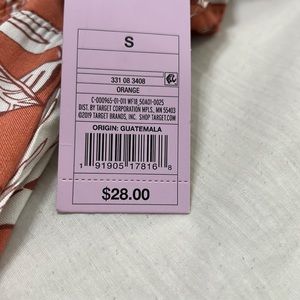 S
331 08 3408
ORANGE
C-000965-01-011 WF18_50A01-0025
DIST. BY TARGET CORPORATION MPLS., MN 55403
©2019 TARGET BRANDS, INC. SHOP TARGET.COM
ORIGIN: GUATEMALA
1 91905 17816 8
$28.00